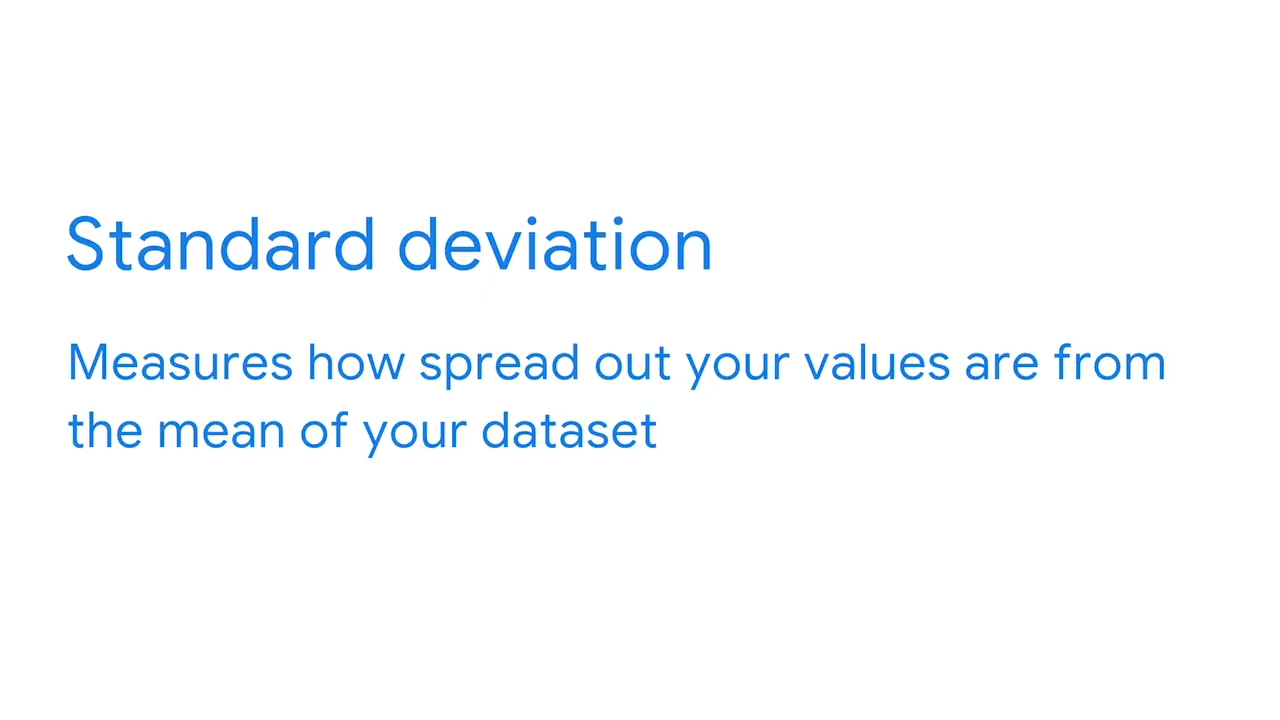 Standard deviation
Measures how spread out your values are from
the mean of your dataset